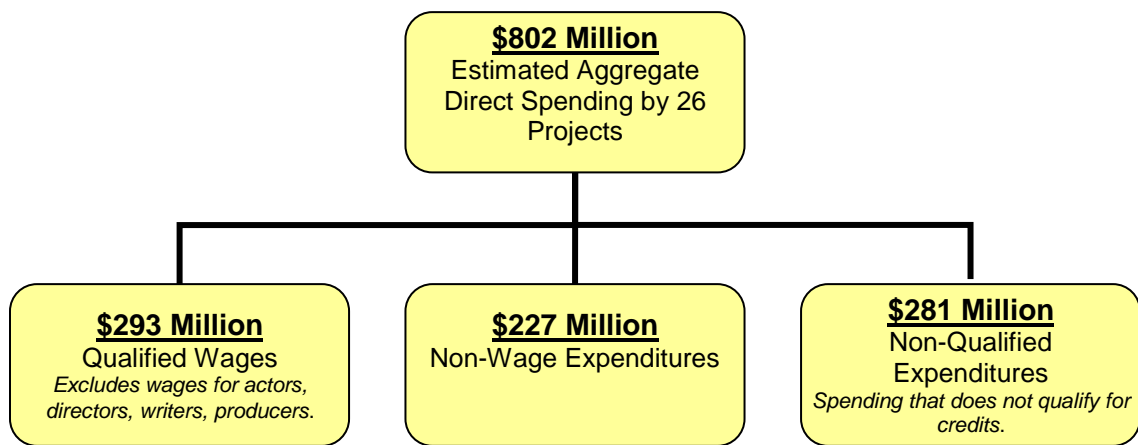 $802 Million
Estimated Aggregate
Direct Spending by 26
Projects
$293 Million
Qualified Wages
Excludes wages for actors,
directors, writers, producers.
$227 Million
Non-Wage Expenditures
$281 Million
Non-Qualified
Expenditures
Spending that does not qualify for
credits.